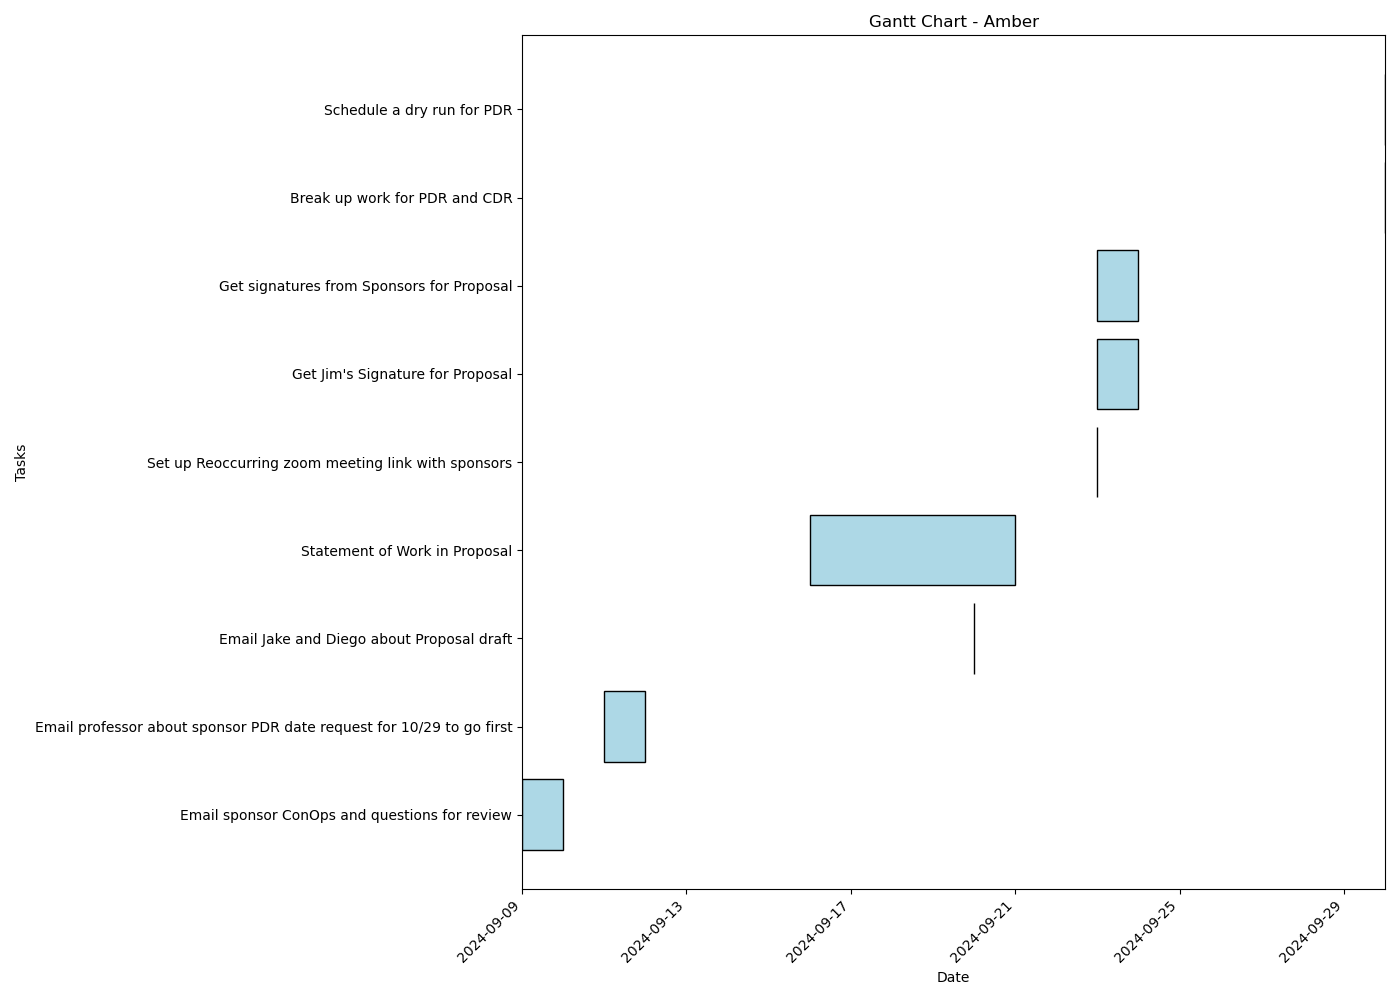 Gantt Chart - Amber
Schedule a dry run for PDR
Break up work for PDR and CDR
Get signatures from Sponsors for Proposal
Get Jim's Signature for Proposal
Set up Reoccurring zoom meeting link with sponsors
Statement of Work in Proposal
Email Jake and Diego about Proposal draft
Email professor about sponsor PDR date request for 10/29 to go first
Email sponsor ConOps and questions for review
Tasks
2024-09-09
2024-09-13
2024-09-17
2024-09-21
2024-09-25
2024-09-29
Date